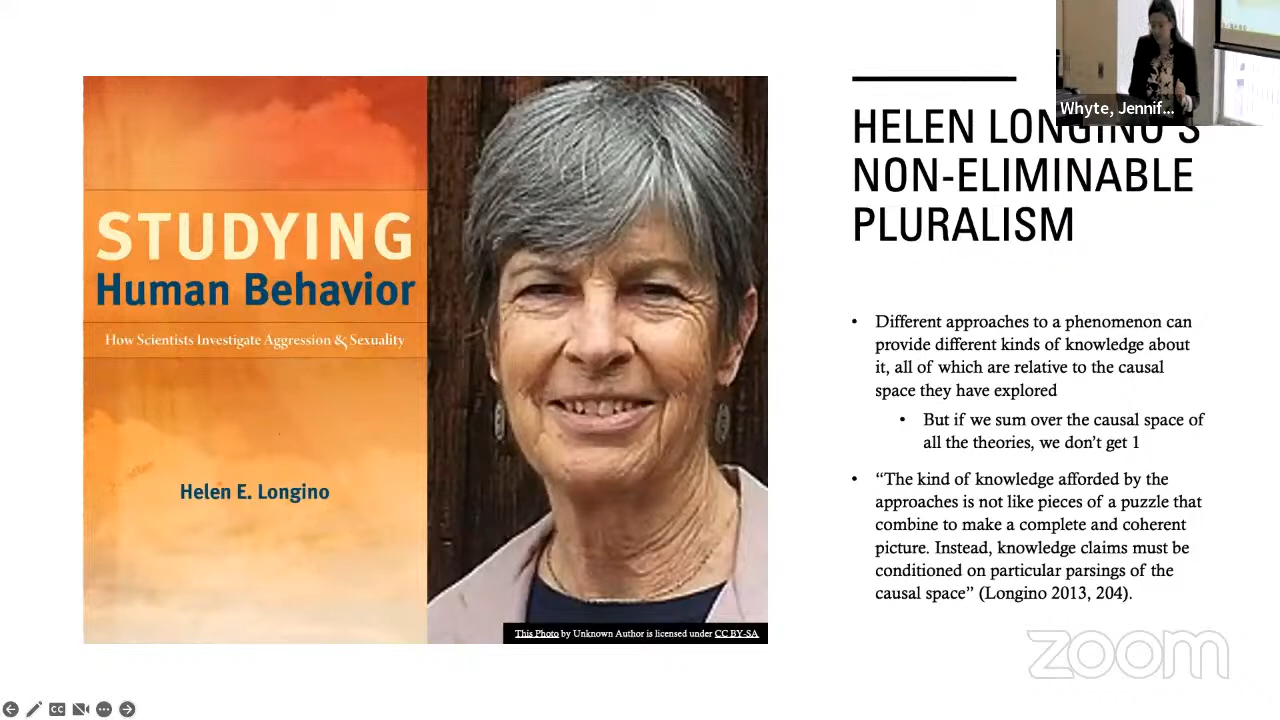 STUDYING
Human Behavior
How Scientists Investigate Aggression & Sexuality
Helen E. Longino
This Photo by Unknown Author is licensed under CC BY-SA
Whyte, Jennif...
HELEN LONGINO'S
NON-ELIMINABLE
PLURALISM
• Different approaches to a phenomenon can
provide different kinds of knowledge about
it, all of which are relative to the causal
space they have explored
• But if we sum over the causal space of
all the theories, we don't get 1
• “The kind of knowledge afforded by the
approaches is not like pieces of a puzzle that
combine to make a complete and coherent
picture. Instead, knowledge claims must be
conditioned on particular parsings of the
causal space” (Longino 2013, 204).
zoom
CC